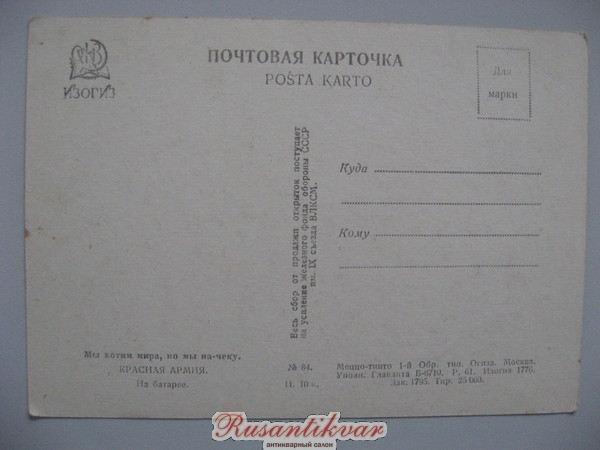 ИЗОГИЗ
ПОЧТОВАЯ КАРТОЧКА
POŜTA KARTO
Для
марки
Куда
Кому
Весь сбор от продажи открыток поступает
на усиление железного фонда обороны СССР
им. IX съезда ВЛКСМ.
Мы хотим мира, но мы на-чеку.
КРАСНАЯ АРМИЯ.
На батарее.
№ 84.
Ц. 10 к.
Меццо-тинто 1-й Обр. тип. Огиза. Москва.
Уполн. Главлита Б-6710. Р. 61. Изогиз 1776.
Зак. 1795. Тир. 25 000.
Rusantikvar
антикварный салон